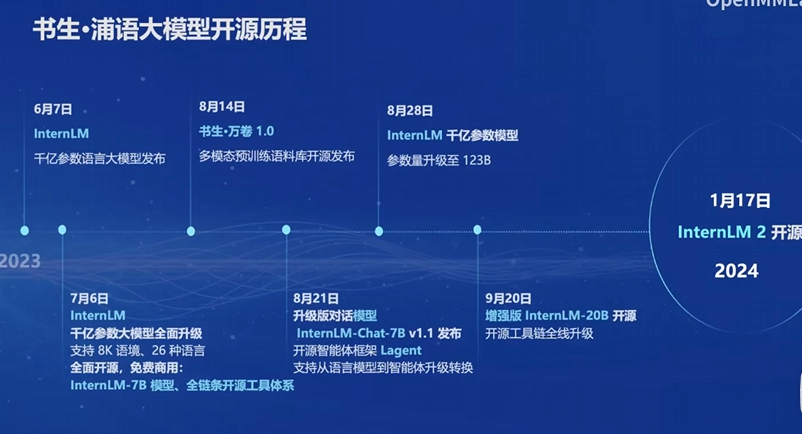 书生·浦语大模型开源历程
6月7日
InternLM
千亿参数语言大模型发布
8月14日
书生·万卷 1.0
多模态预训练语料库开源发布
8月28日
InternLM 千亿参数模型
参数量升级至 123B
1月17日
InternLM 2 开源
2024
2023
7月6日
InternLM
千亿参数大模型全面升级
支持 8K 语境、26 种语言
全面开源，免费商用：
InternLM-7B 模型、全链条开源工具体系
8月21日
升级版对话模型
InternLM-Chat-7B v1.1 发布
开源智能体框架 Lagent
支持从语言模型到智能体升级转换
9月20日
增强版 InternLM-20B 开源
开源工具链全线升级